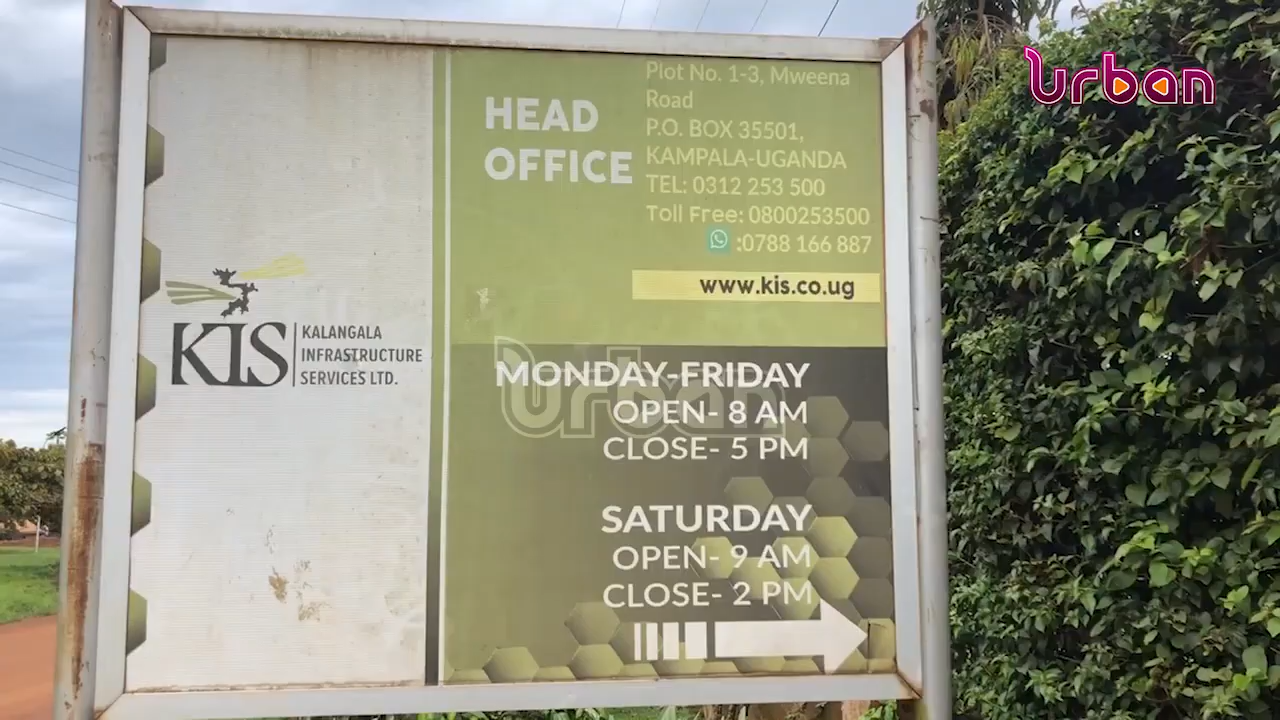 urban
HEAD
OFFICE
Plot No. 1-3, Mweena
Road
P.O. BOX 35501,
KAMPALA-UGANDA
TEL: 0312 253 500
Toll Free: 0800253500
:0788 166 887
www.kis.co.ug
KIS
KALANGALA
INFRASTRUCTURE
SERVICES LTD.
urban
MONDAY-FRIDAY
OPEN- 8 AM
CLOSE- 5 PM
SATURDAY
OPEN- 9 AM
CLOSE- 2 PM